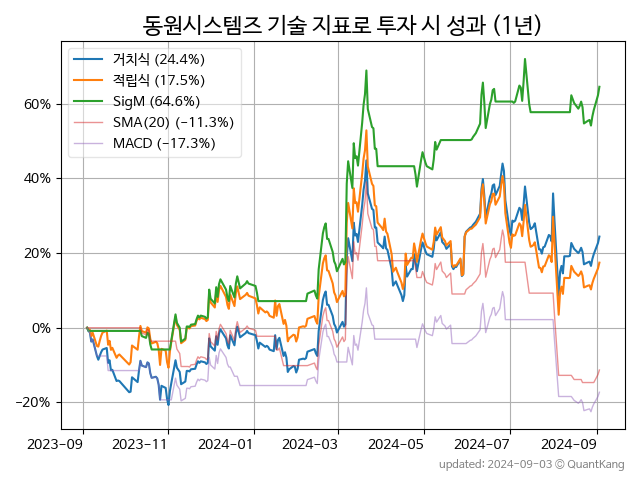 동원시스템즈 기술 지표로 투자 시 성과 (1년)
거치식 (24.4%)
적립식 (17.5%)
SigM (64.6%)
SMA(20) (−11.3%)
MACD (−17.3%)
60%
40%
20%
0%
−20%
2023-09 2023-11 2024-01 2024-03 2024-05 2024-07 2024-09
updated: 2024-09-03 © QuantKang